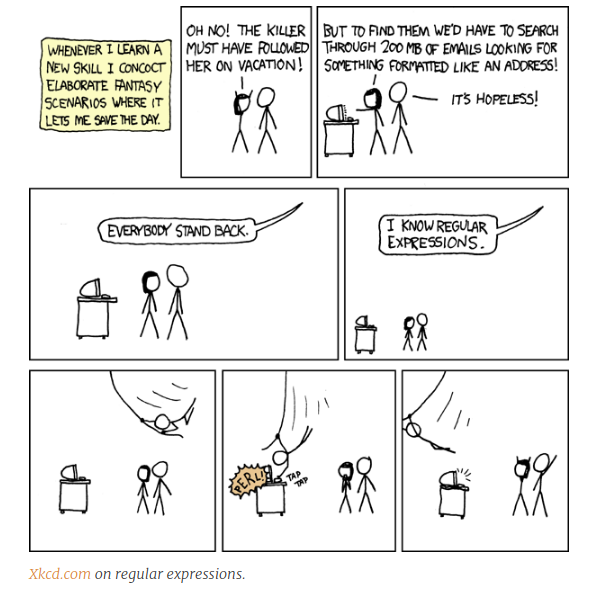 WHENEVER I LEARN A
NEW SKILL I CONCOCT
ELABORATE FANTASY
SCENARIOS WHERE IT
LETS ME SAVE THE DAY.
OH NO! THE KILLER
MUST HAVE FOLLOWED
HER ON VACATION!
BUT TO FIND THEM WE'D HAVE TO SEARCH
THROUGH 200 MB OF EMAILS LOOKING FOR
SOMETHING FORMATTED LIKE AN ADDRESS!
IT'S HOPELESS!
EVERYBODY STAND BACK.
I KNOW REGULAR
EXPRESSIONS.
PERL!
TAP
TAP
Xkcd.com on regular expressions.